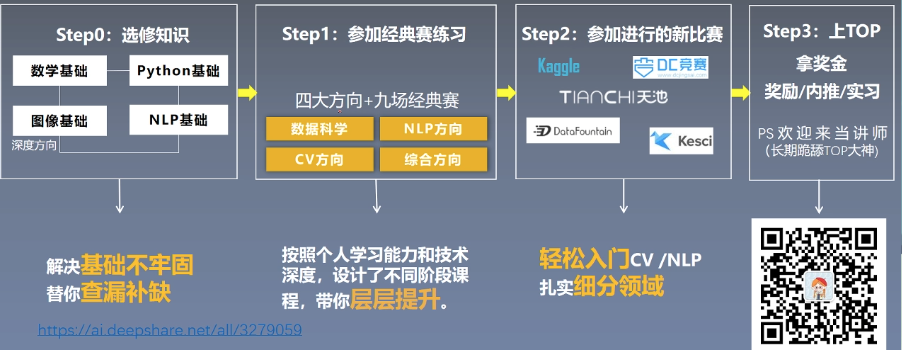 Step0：选修知识
数学基础
Python基础
图像基础
NLP基础
深度方向
Step1：参加经典赛练习
四大方向+九场经典赛
数据科学
NLP方向
CV方向
综合方向
Step2：参加进行的新比赛
Kaggle
DC竞赛
TIANCHI天池
DataFountain
Kesci
Step3：上TOP
拿奖金
奖励/内推/实习
PS欢迎来当讲师
(长期跪舔TOP大神)
解决基础不牢固
替你查漏补缺
按照个人学习能力和技术
深度，设计了不同阶段课
程，带你层层提升。
轻松入门CV /NLP
扎实细分领域
https://ai.deepshare.net/all/3279059